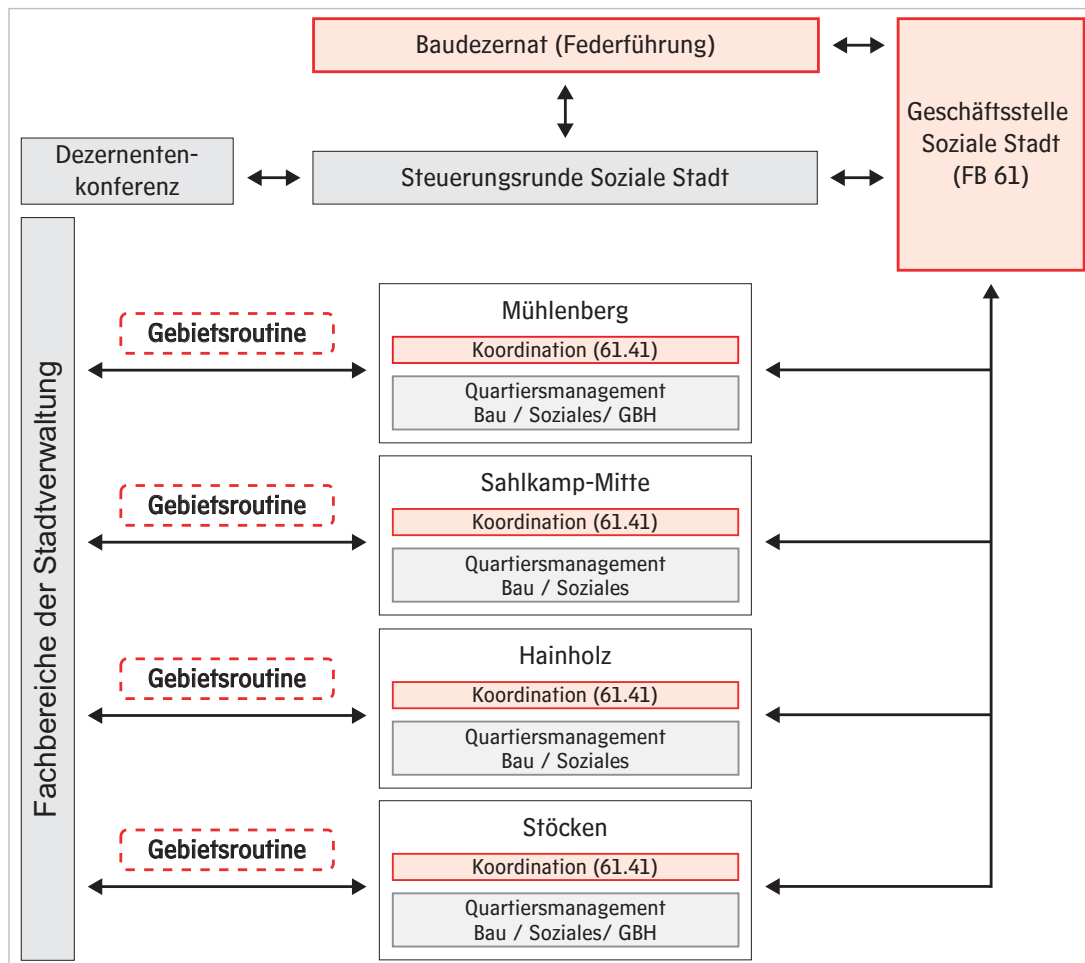 Baudezernat (Federführung)
Geschäftsstelle
Soziale Stadt
(FB 61)
Dezernenten-
konferenz
Steuerungsrunde Soziale Stadt
Fachbereiche der Stadtverwaltung
Gebietsroutine
Mühlenberg
Koordination (61.41)
Quartiersmanagement
Bau / Soziales/ GBH
Gebietsroutine
Sahlkamp-Mitte
Koordination (61.41)
Quartiersmanagement
Bau / Soziales
Gebietsroutine
Hainholz
Koordination (61.41)
Quartiersmanagement
Bau / Soziales
Gebietsroutine
Stöcken
Koordination (61.41)
Quartiersmanagement
Bau / Soziales/ GBH